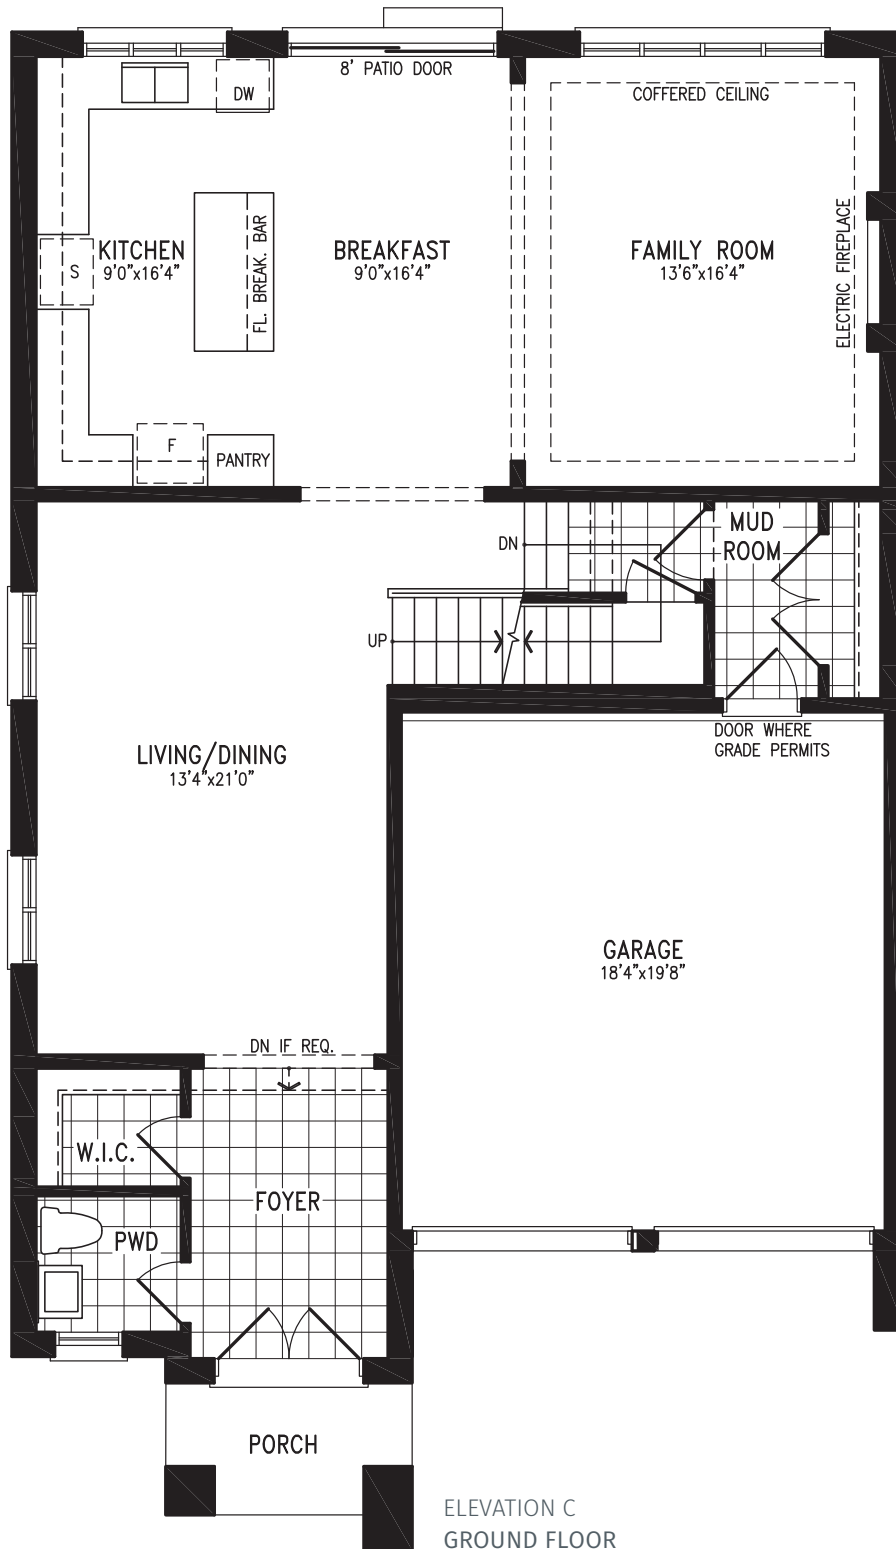 8' PATIO DOOR
DW
COFFERED CEILING
KITCHEN
9'0"x16'4"
S
FL. BREAK. BAR
BREAKFAST
9'0"x16'4"
FAMILY ROOM
13'6"x16'4"
ELECTRIC FIREPLACE
F
PANTRY
DN
MUD
ROOM
UP
DOOR WHERE
GRADE PERMITS
LIVING/DINING
13'4"x21'0"
GARAGE
18'4"x19'8"
DN IF REQ.
W.I.C.
FOYER
PWD
PORCH
ELEVATION C
GROUND FLOOR